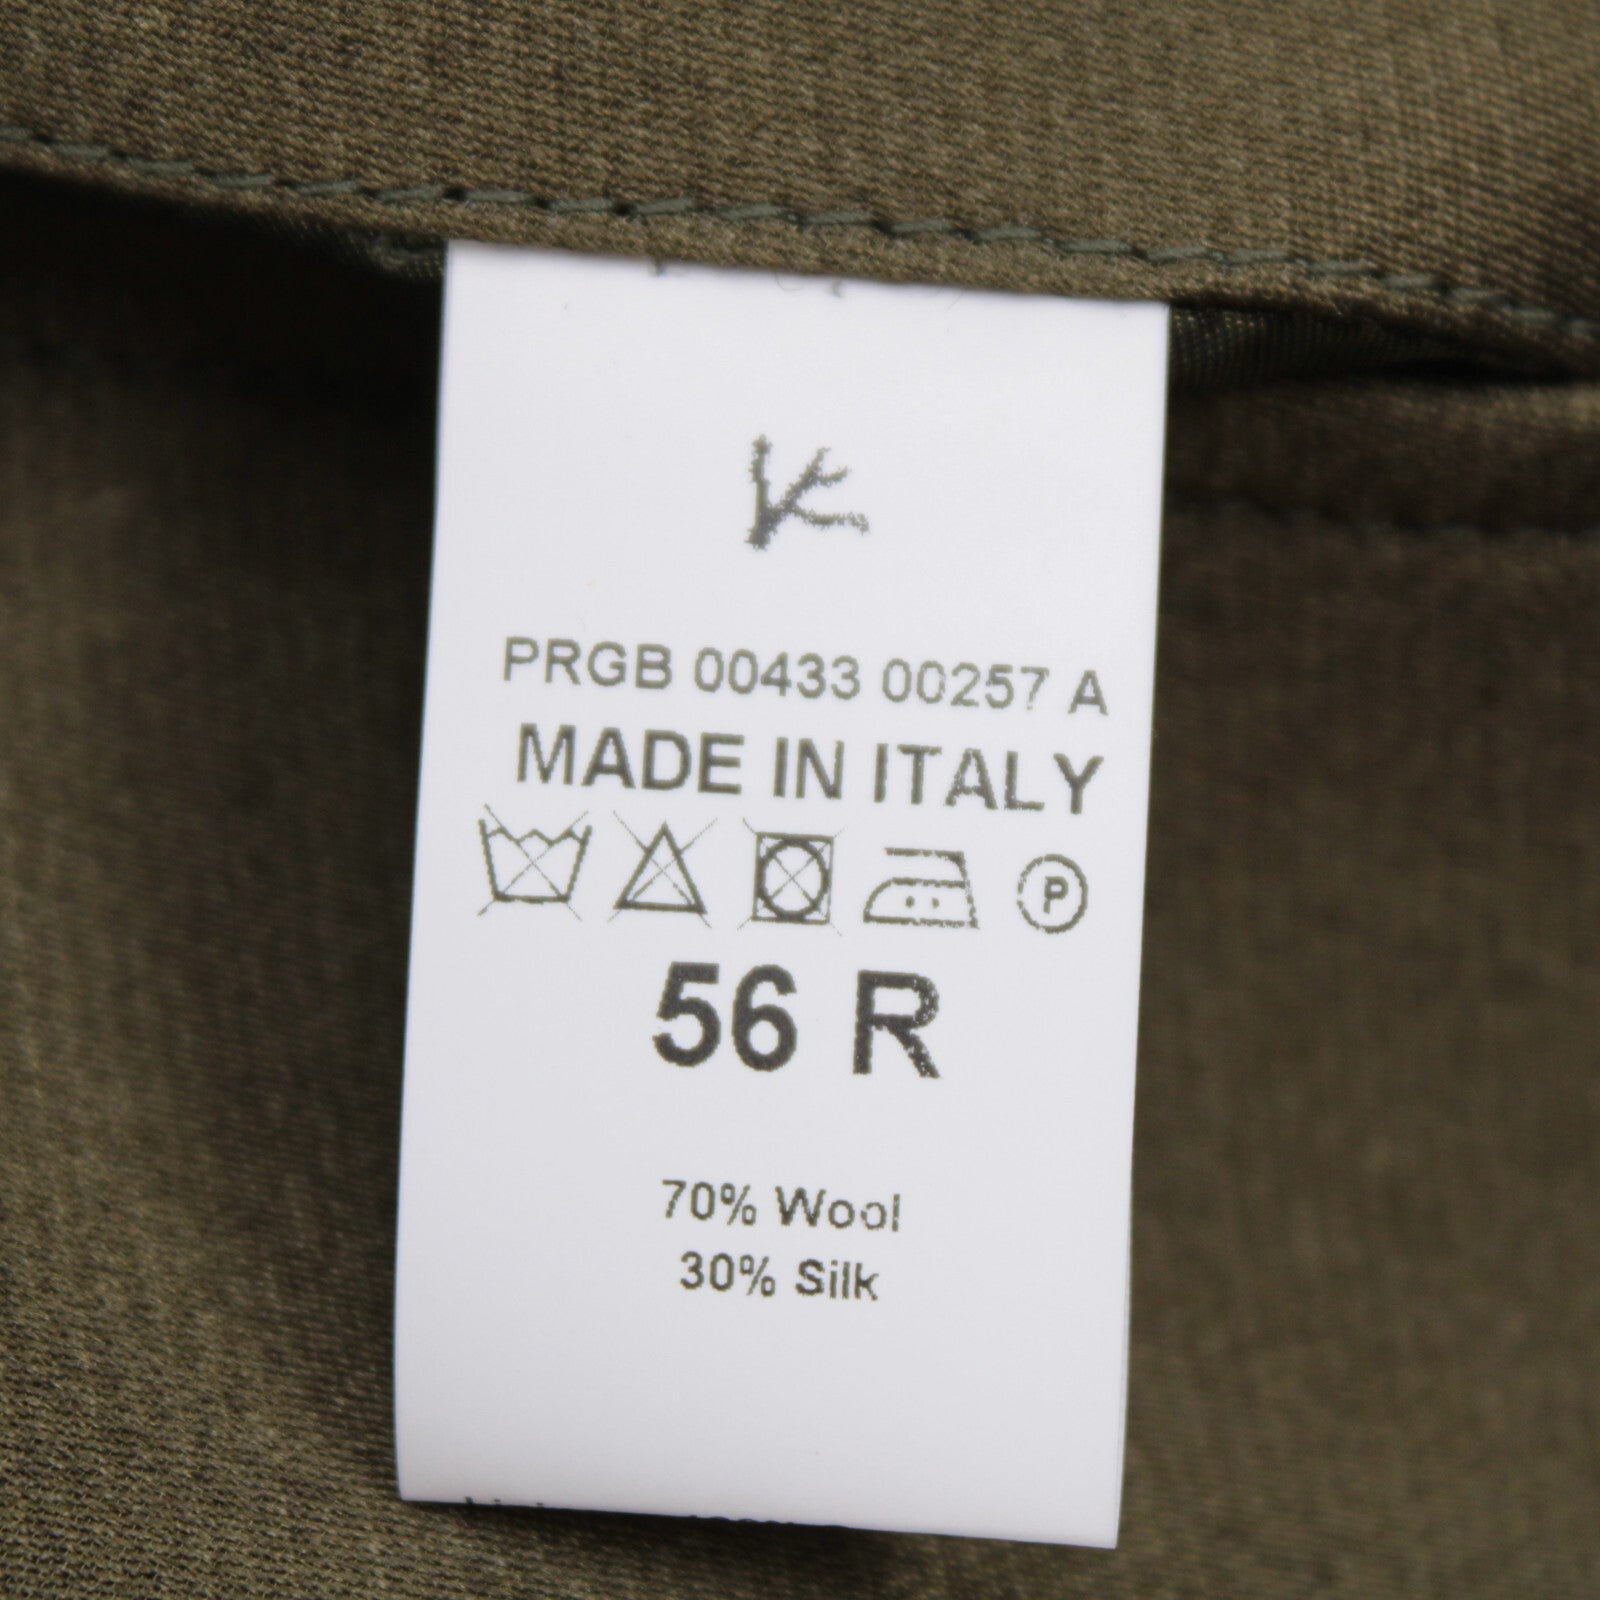 PRGB 00433 00257 A
MADE IN ITALY
P
56 R
70% Wool
30% Silk